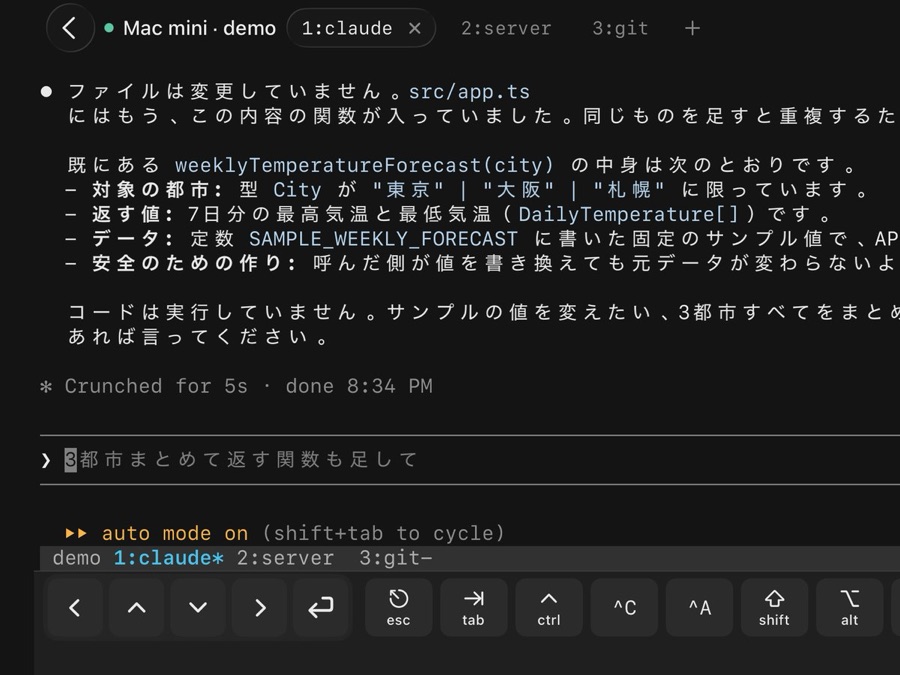 Mac mini · demo 1:claude × 2:server 3:git +
● ファイルは変更していません。src/app.ts
にはもう、この内容の関数が入っていました。同じものを足すと重複するた
既にある weeklyTemperatureForecast(city) の中身は次のとおりです。
– 対象の都市: 型 City が "東京" | "大阪" | "札幌" に限っています。
– 返す値: 7日分の最高気温と最低気温（DailyTemperature[]）です。
– データ: 定数 SAMPLE_WEEKLY_FORECAST に書いた固定のサンプル値で、AP
– 安全のための作り: 呼んだ側が値を書き換えても元データが変わらないよ
コードは実行していません。サンプルの値を変えたい、3都市すべてをまとめ
あれば言ってください。
✻ Crunched for 5s · done 8:34 PM
❯ 3都市まとめて返す関数も足して
⏵⏵ auto mode on (shift+tab to cycle)
demo 1:claude* 2:server 3:git–
esc tab ctrl ^C ^A shift alt